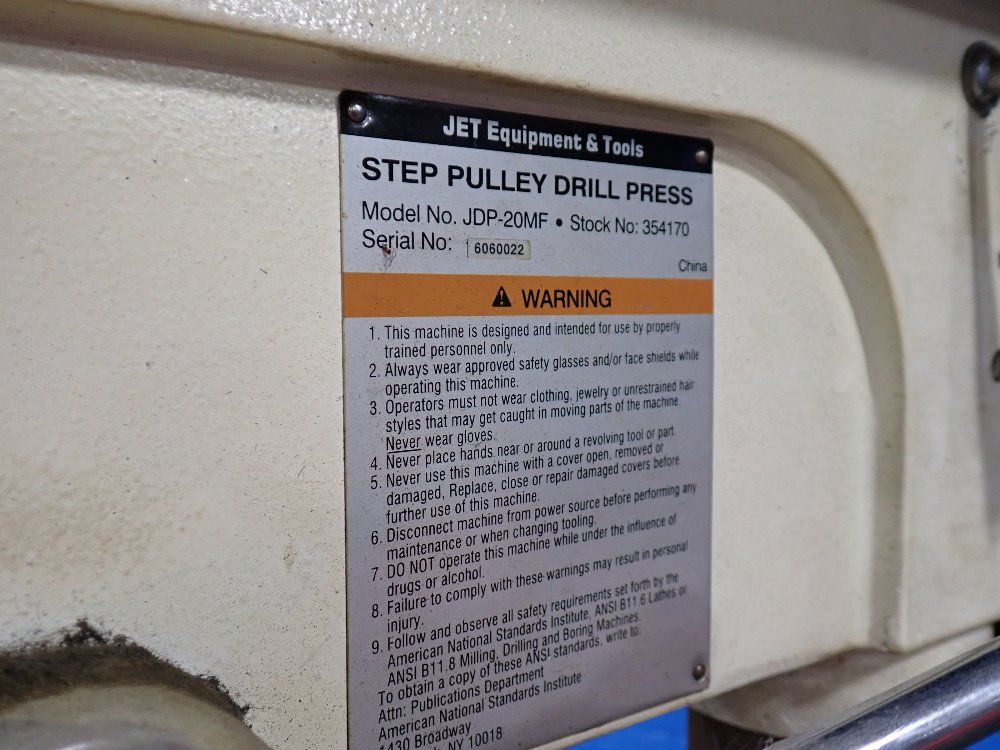 JET Equipment & Tools
STEP PULLEY DRILL PRESS
Model No. JDP-20MF • Stock No: 354170
Serial No: 6060022
China
⚠ WARNING
1. This machine is designed and intended for use by properly
trained personnel only.
2. Always wear approved safety glasses and/or face shields while
operating this machine.
3. Operators must not wear clothing, jewelry or unrestrained hair
styles that may get caught in moving parts of the machine.
Never wear gloves.
4. Never place hands near or around a revolving tool or part.
5. Never use this machine with a cover open, removed or
damaged, Replace, close or repair damaged covers before
further use of this machine.
6. Disconnect machine from power source before performing any
maintenance or when changing tooling.
7. DO NOT operate this machine while under the influence of
drugs or alcohol.
8. Failure to comply with these warnings may result in personal
injury.
9. Follow and observe all safety requirements set forth by the
American National Standards Institute, ANSI B11.6 Lathes or
ANSI B11.8 Milling, Drilling and Boring Machines.
To obtain a copy of these ANSI standards, write to:
Attn: Publications Department
American National Standards Institute
1430 Broadway
NY 10018